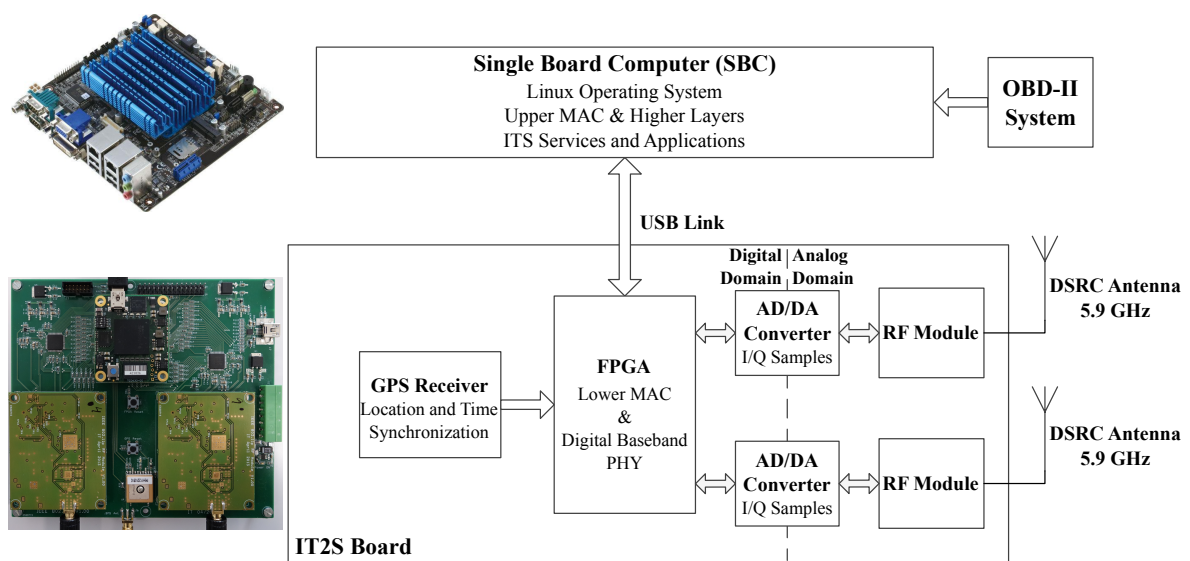 Single Board Computer (SBC)
Linux Operating System
Upper MAC & Higher Layers
ITS Services and Applications
OBD-II
System
USB Link
Digital
Domain
Analog
Domain
DSRC Antenna
5.9 GHz
AD/DA
Converter
I/Q Samples
RF Module
FPGA
Lower MAC
&
Digital Baseband
PHY
GPS Receiver
Location and Time
Synchronization
AD/DA
Converter
I/Q Samples
RF Module
DSRC Antenna
5.9 GHz
IT2S Board